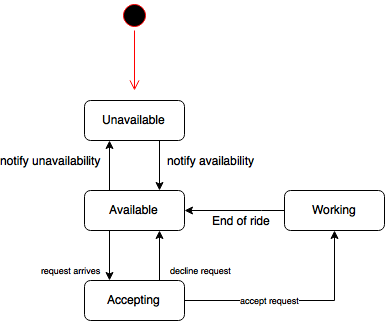 Unavailable
notify unavailability
notify availability
Available
Working
End of ride
request arrives
decline request
Accepting
accept request